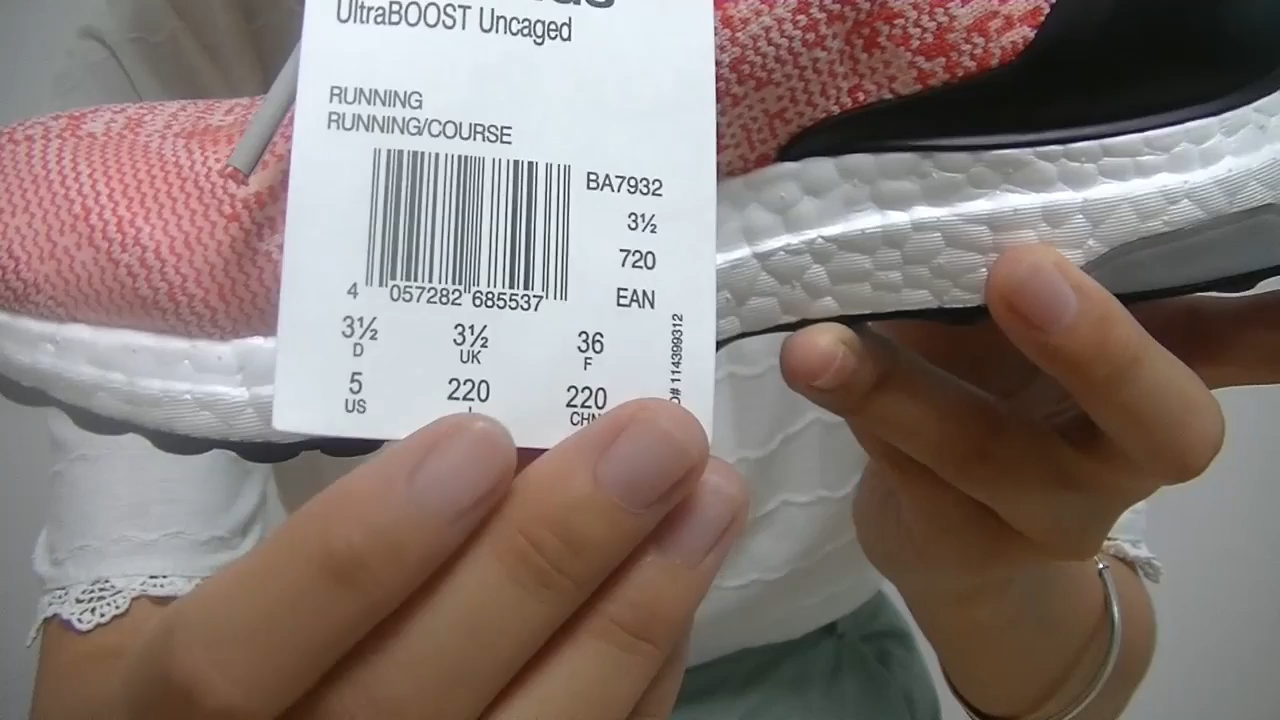 UltraBOOST Uncaged
RUNNING
RUNNING/COURSE
BA7932
3½
720
EAN
4 057282 685537
3½ 3½ 36
D UK F
5 220 220
US CHN
D# 114399312